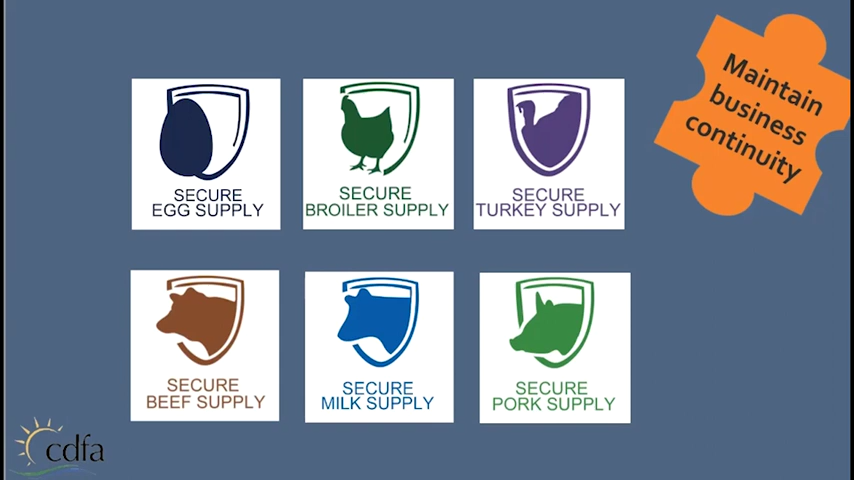 Maintain
business
continuity
SECURE
EGG SUPPLY
SECURE
BROILER SUPPLY
SECURE
TURKEY SUPPLY
SECURE
BEEF SUPPLY
SECURE
MILK SUPPLY
SECURE
PORK SUPPLY
cdfa